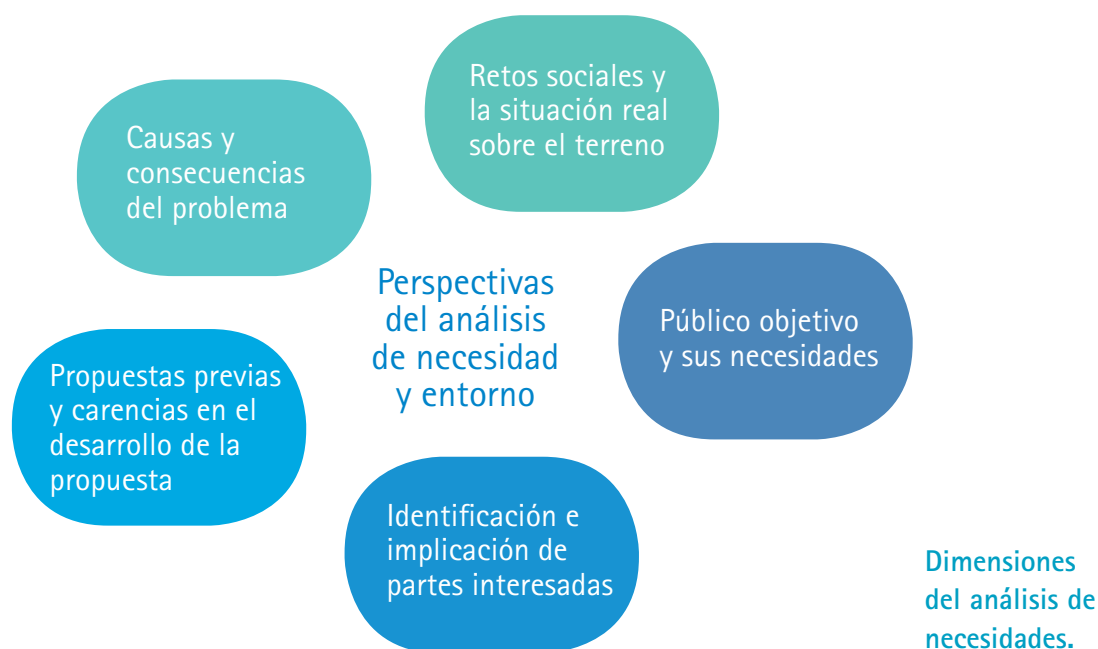 Retos sociales y
la situación real
sobre el terreno
Causas y
consecuencias
del problema
Perspectivas
del análisis
de necesidad
y entorno
Público objetivo
y sus necesidades
Propuestas previas
y carencias en el
desarrollo de la
propuesta
Identificación e
implicación de
partes interesadas
Dimensiones
del análisis de
necesidades.